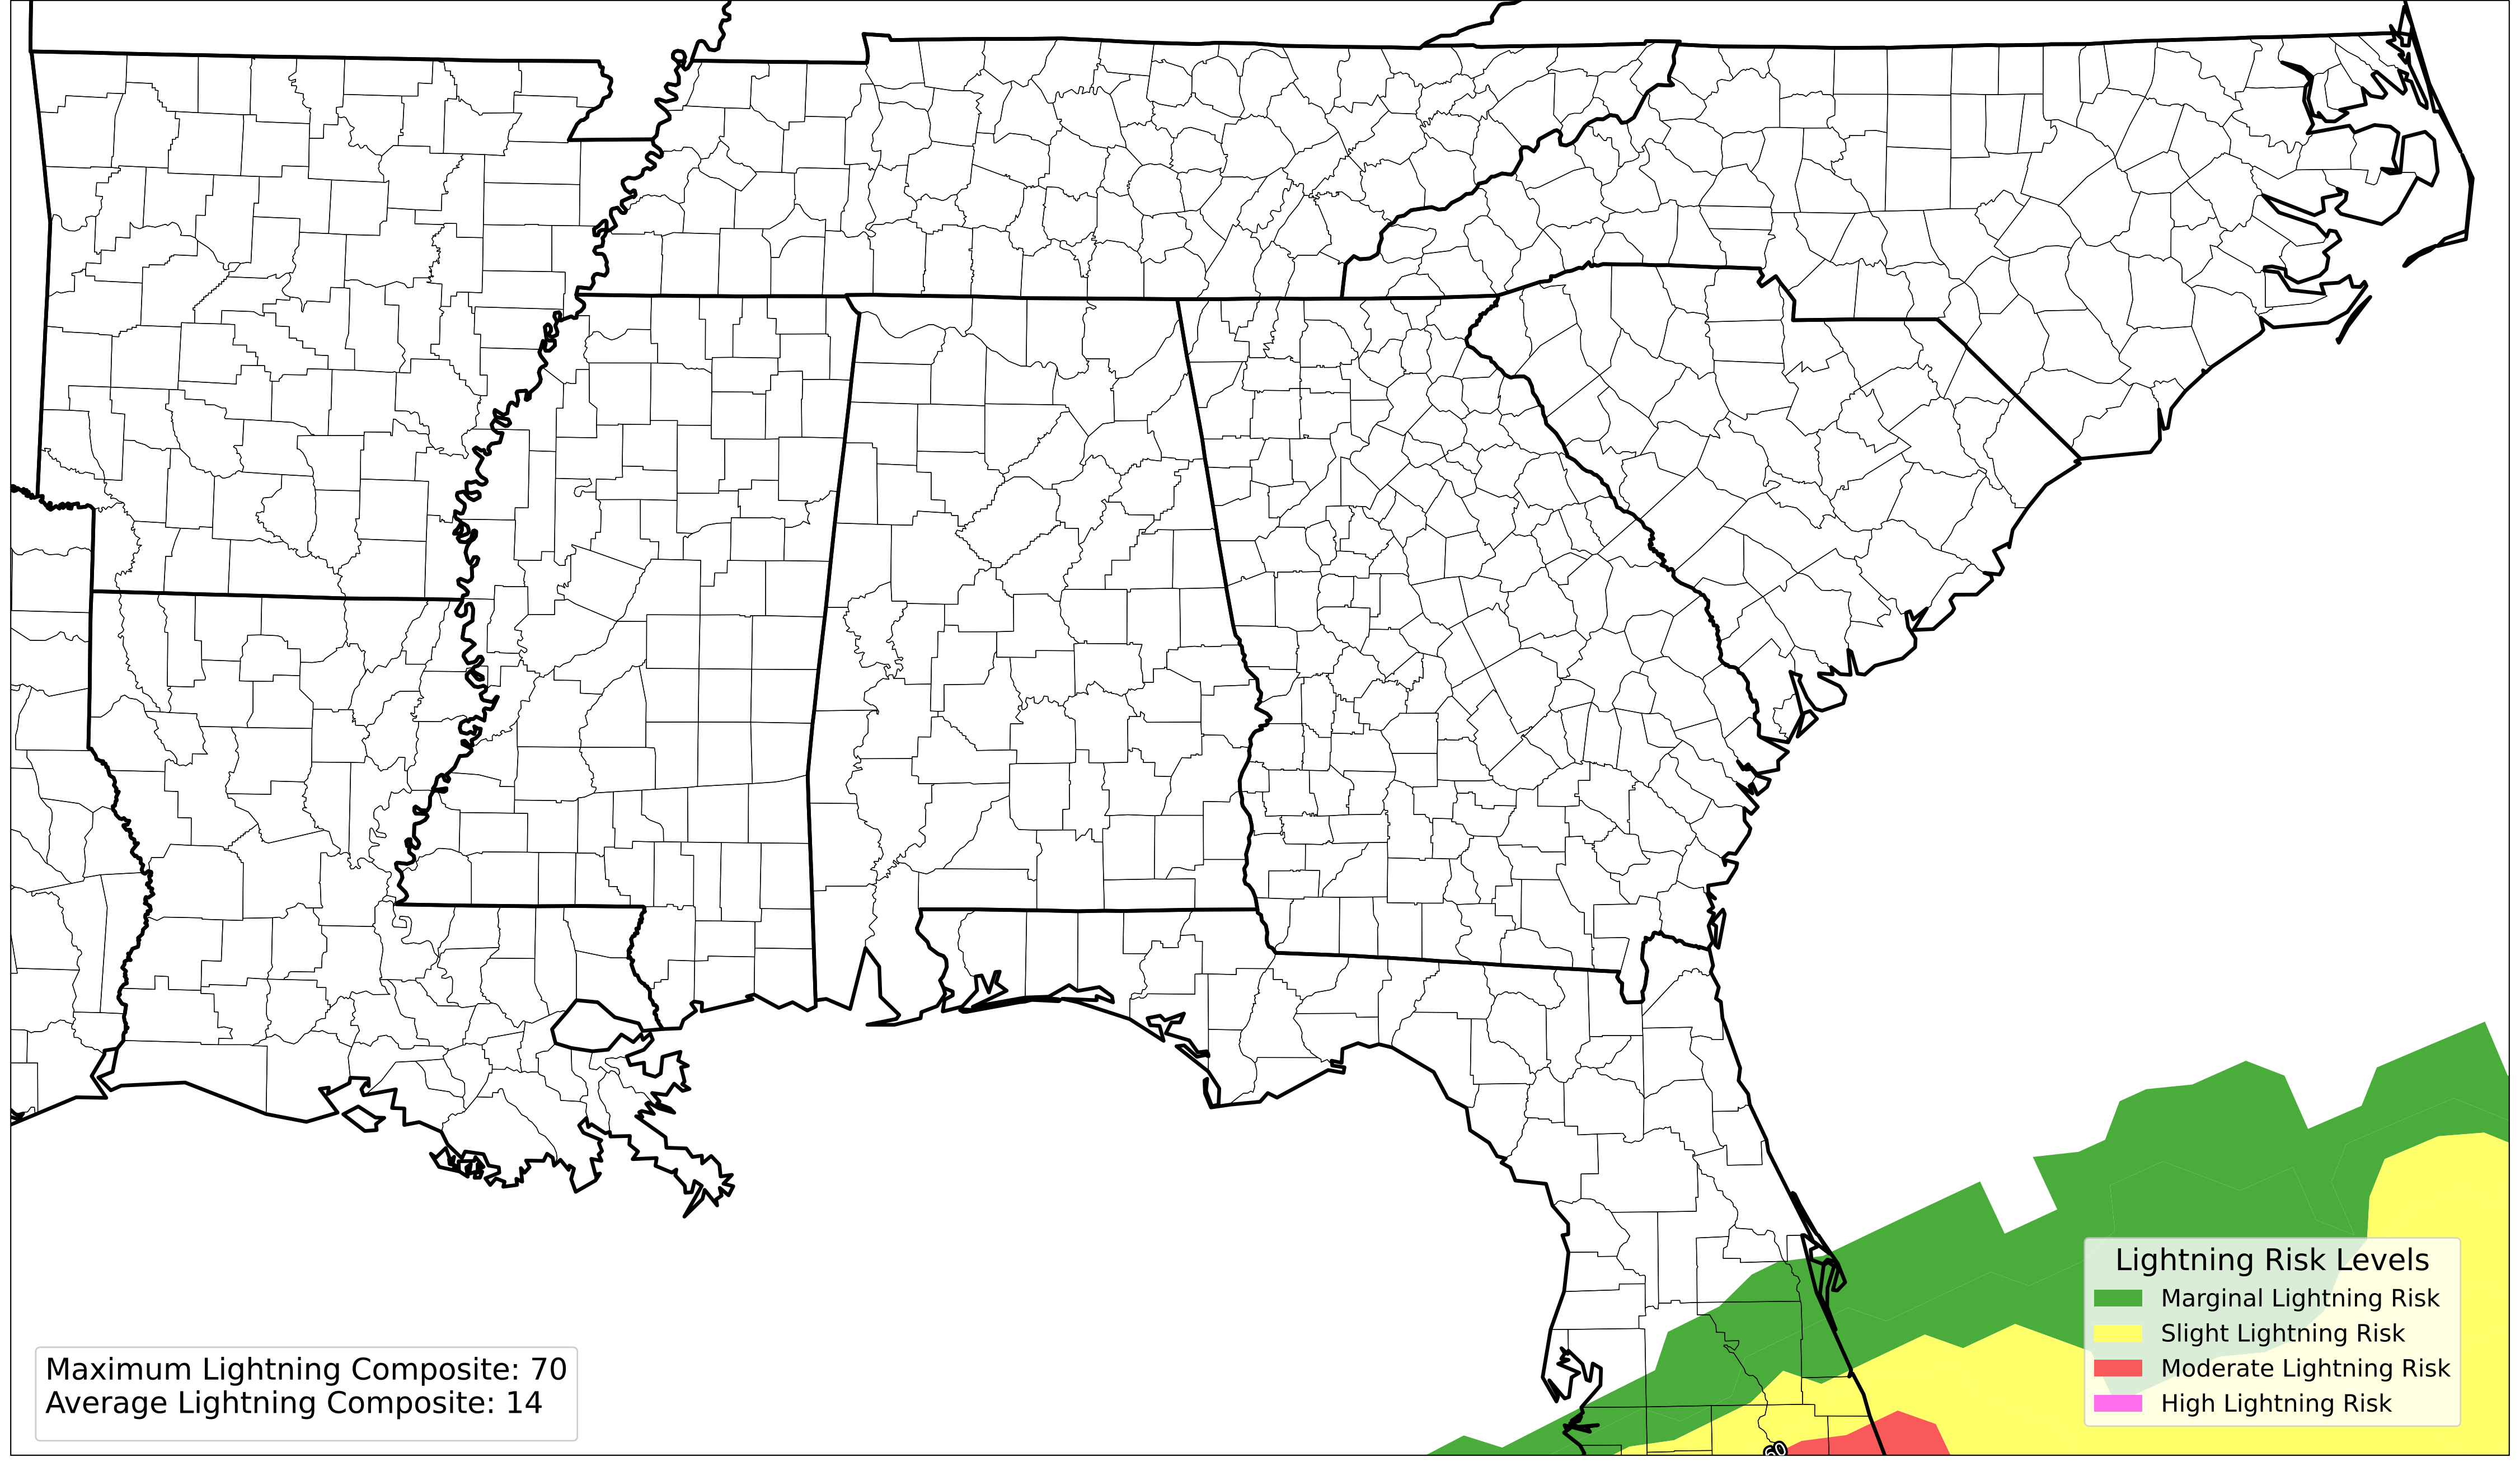 Lightning Risk Levels
Marginal Lightning Risk
Slight Lightning Risk
Moderate Lightning Risk
High Lightning Risk
Maximum Lightning Composite: 70
Average Lightning Composite: 14